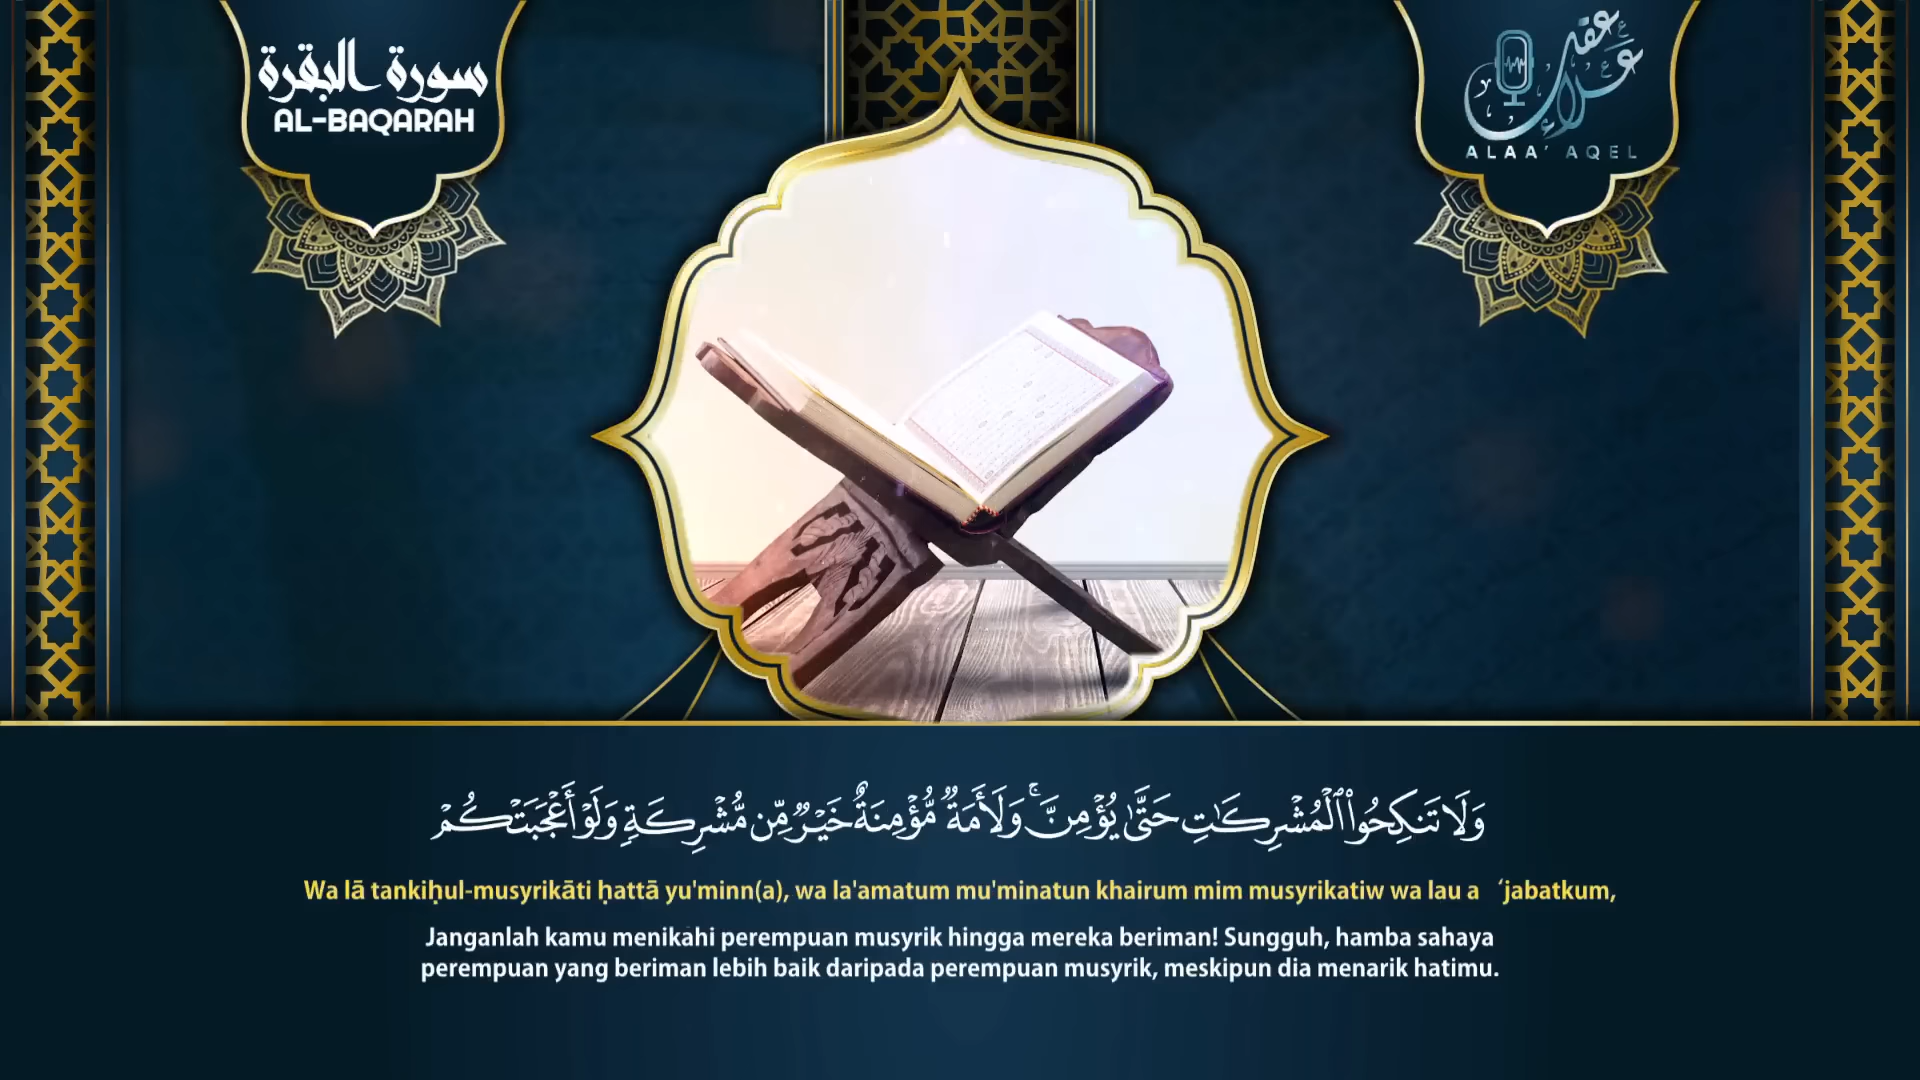 سورة البقرة
AL-BAQARAH
علاء عقل
ALAA' AQEL
وَلَا تَنكِحُوا۟ ٱلْمُشْرِكَـٰتِ حَتَّىٰ يُؤْمِنَّ ۚ وَلَأَمَةٌ مُّؤْمِنَةٌ خَيْرٌ مِّن مُّشْرِكَةٍ وَلَوْ أَعْجَبَتْكُمْ
Wa lā tankiḥul-musyrikāti ḥattā yu'minn(a), wa la'amatum mu'minatun khairum mim musyrikatiw wa lau a ‘jabatkum,
Janganlah kamu menikahi perempuan musyrik hingga mereka beriman! Sungguh, hamba sahaya
perempuan yang beriman lebih baik daripada perempuan musyrik, meskipun dia menarik hatimu.